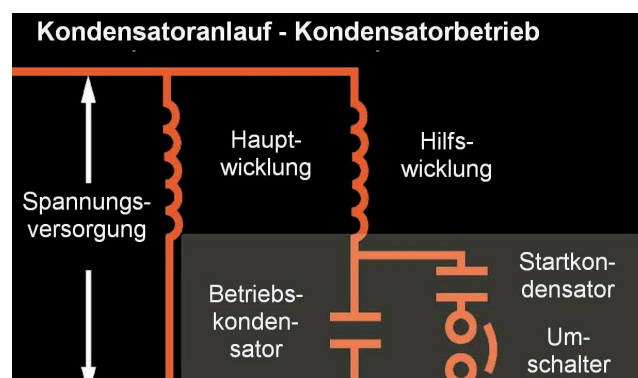 Kondensatoranlauf - Kondensatorbetrieb
Haupt-
wicklung
Hilfs-
wicklung
Spannungs-
versorgung
Betriebs-
konden-
sator
Startkon-
densator
Um-
schalter